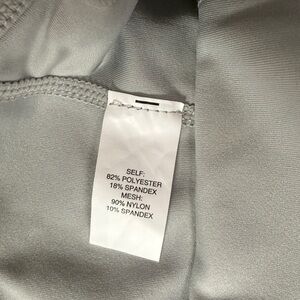 SELF:
82% POLYESTER
18% SPANDEX
MESH:
90% NYLON
10% SPANDEX